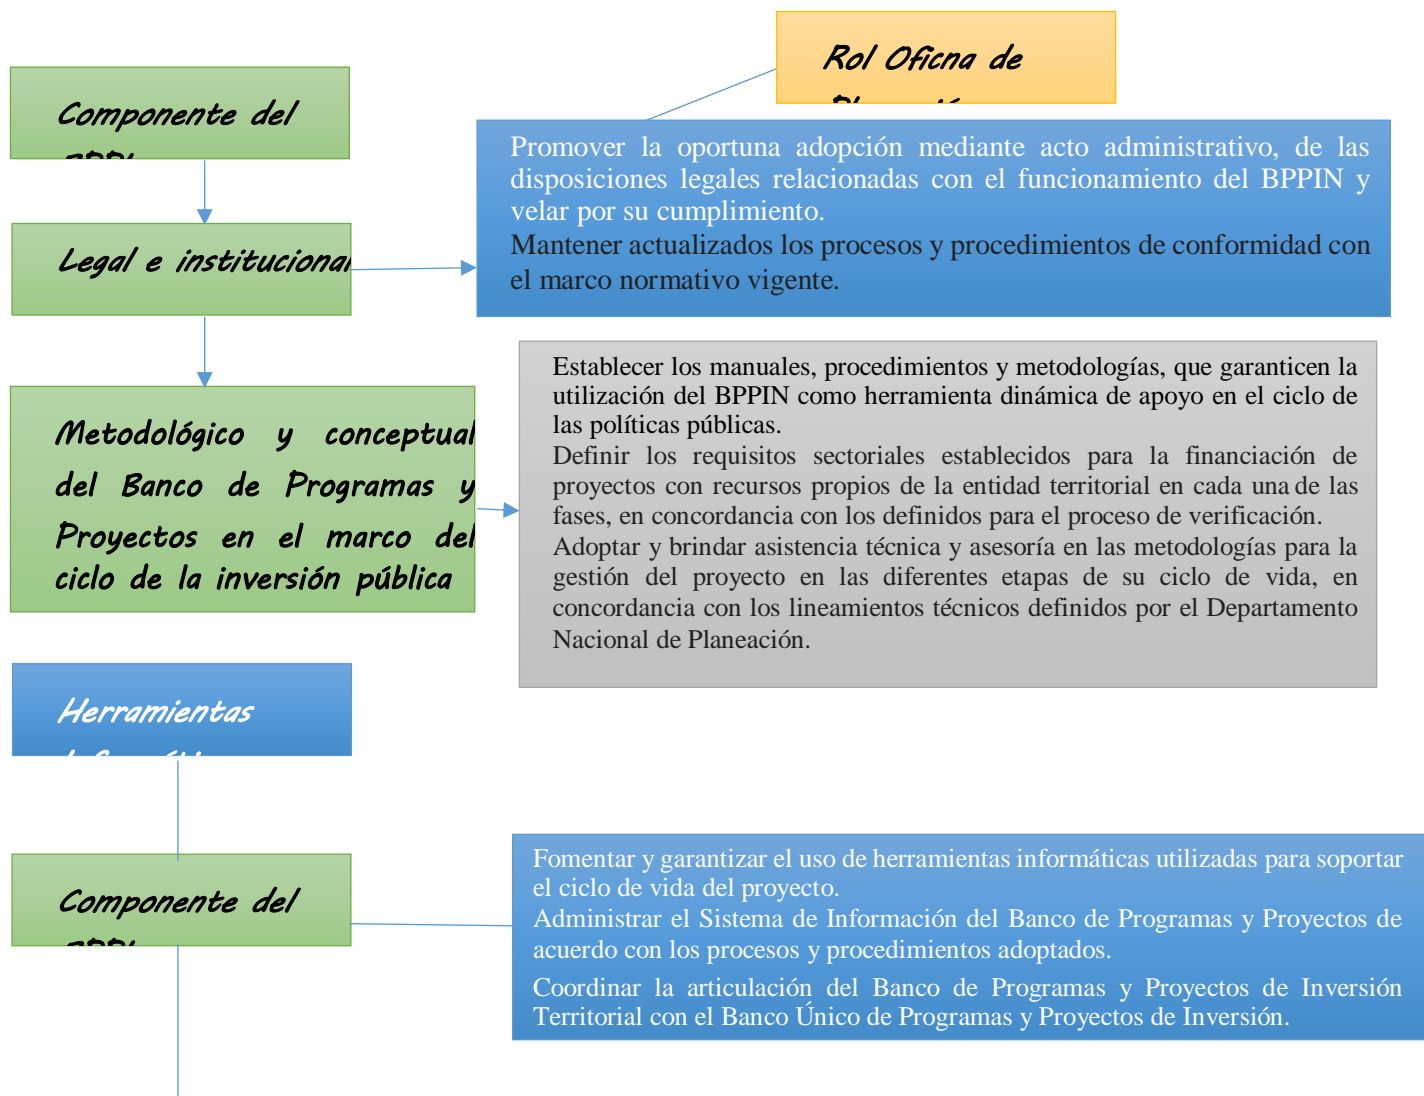 Rol Oficna de
Componente del
Promover la oportuna adopción mediante acto administrativo, de las
disposiciones legales relacionadas con el funcionamiento del BPPIN y
velar por su cumplimiento.
Mantener actualizados los procesos y procedimientos de conformidad con
el marco normativo vigente.
Legal e institucional
Establecer los manuales, procedimientos y metodologías, que garanticen la
utilización del BPPIN como herramienta dinámica de apoyo en el ciclo de
las políticas públicas.
Definir los requisitos sectoriales establecidos para la financiación de
proyectos con recursos propios de la entidad territorial en cada una de las
fases, en concordancia con los definidos para el proceso de verificación.
Adoptar y brindar asistencia técnica y asesoría en las metodologías para la
gestión del proyecto en las diferentes etapas de su ciclo de vida, en
concordancia con los lineamientos técnicos definidos por el Departamento
Nacional de Planeación.
Metodológico y conceptual
del Banco de Programas y
Proyectos en el marco del
ciclo de la inversión pública
Herramientas
Componente del
Fomentar y garantizar el uso de herramientas informáticas utilizadas para soportar
el ciclo de vida del proyecto.
Administrar el Sistema de Información del Banco de Programas y Proyectos de
acuerdo con los procesos y procedimientos adoptados.
Coordinar la articulación del Banco de Programas y Proyectos de Inversión
Territorial con el Banco Único de Programas y Proyectos de Inversión.